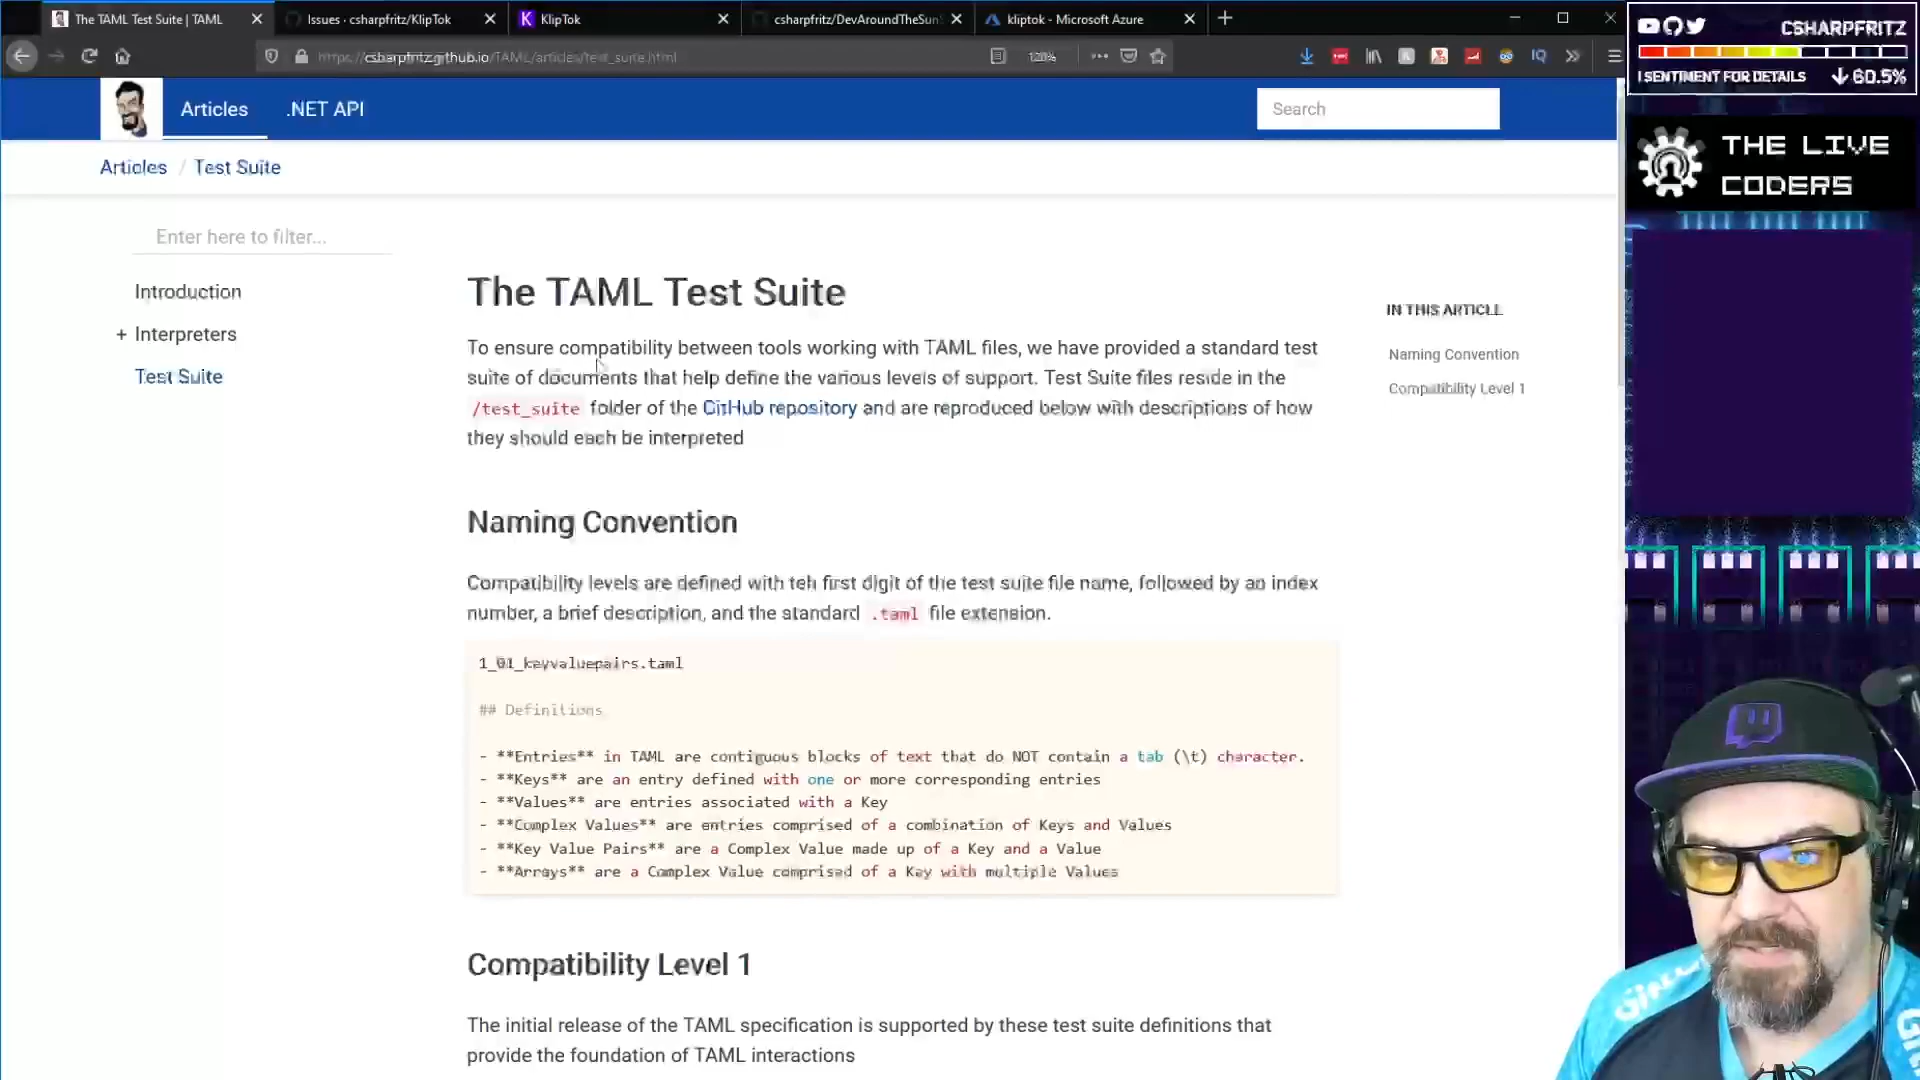 The TAML Test Suite | TAML
Issues · csharpfritz/KlipTok
KlipTok
csharpfritz/DevAroundTheSun
kliptok - Microsoft Azure
CSHARPFRITZ
https://csharpfritz.github.io/TAML/articles/test_suite.html
120%
I SENTIMENT FOR DETAILS
60.5%
Articles
.NET API
Search
THE LIVE
CODERS
Articles / Test Suite
Enter here to filter...
Introduction
+ Interpreters
Test Suite
The TAML Test Suite
To ensure compatibility between tools working with TAML files, we have provided a standard test
suite of documents that help define the various levels of support. Test Suite files reside in the
/test_suite folder of the GitHub repository and are reproduced below with descriptions of how
they should each be interpreted
IN THIS ARTICLE
Naming Convention
Compatibility Level 1
Naming Convention
Compatibility levels are defined with teh first digit of the test suite file name, followed by an index
number, a brief description, and the standard .taml file extension.
1_01_keyvaluepairs.taml
## Definitions
- **Entries** in TAML are contiguous blocks of text that do NOT contain a tab (\t) character.
- **Keys** are an entry defined with one or more corresponding entries
- **Values** are entries associated with a Key
- **Complex Values** are entries comprised of a combination of Keys and Values
- **Key Value Pairs** are a Complex Value made up of a Key and a Value
- **Arrays** are a Complex Value comprised of a Key with multiple Values
Compatibility Level 1
The initial release of the TAML specification is supported by these test suite definitions that
provide the foundation of TAML interactions